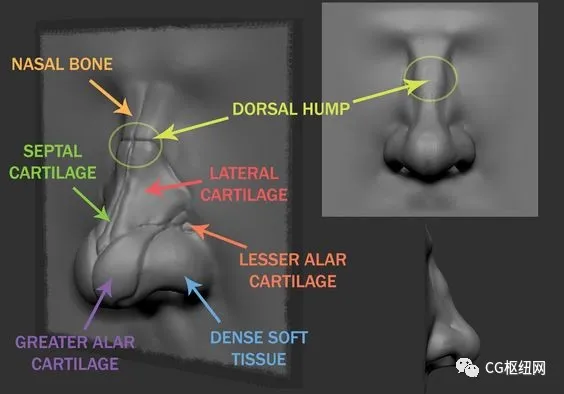 NASAL BONE
DORSAL HUMP
SEPTAL
CARTILAGE
LATERAL
CARTILAGE
LESSER ALAR
CARTILAGE
GREATER ALAR
CARTILAGE
DENSE SOFT
TISSUE
CG枢纽网